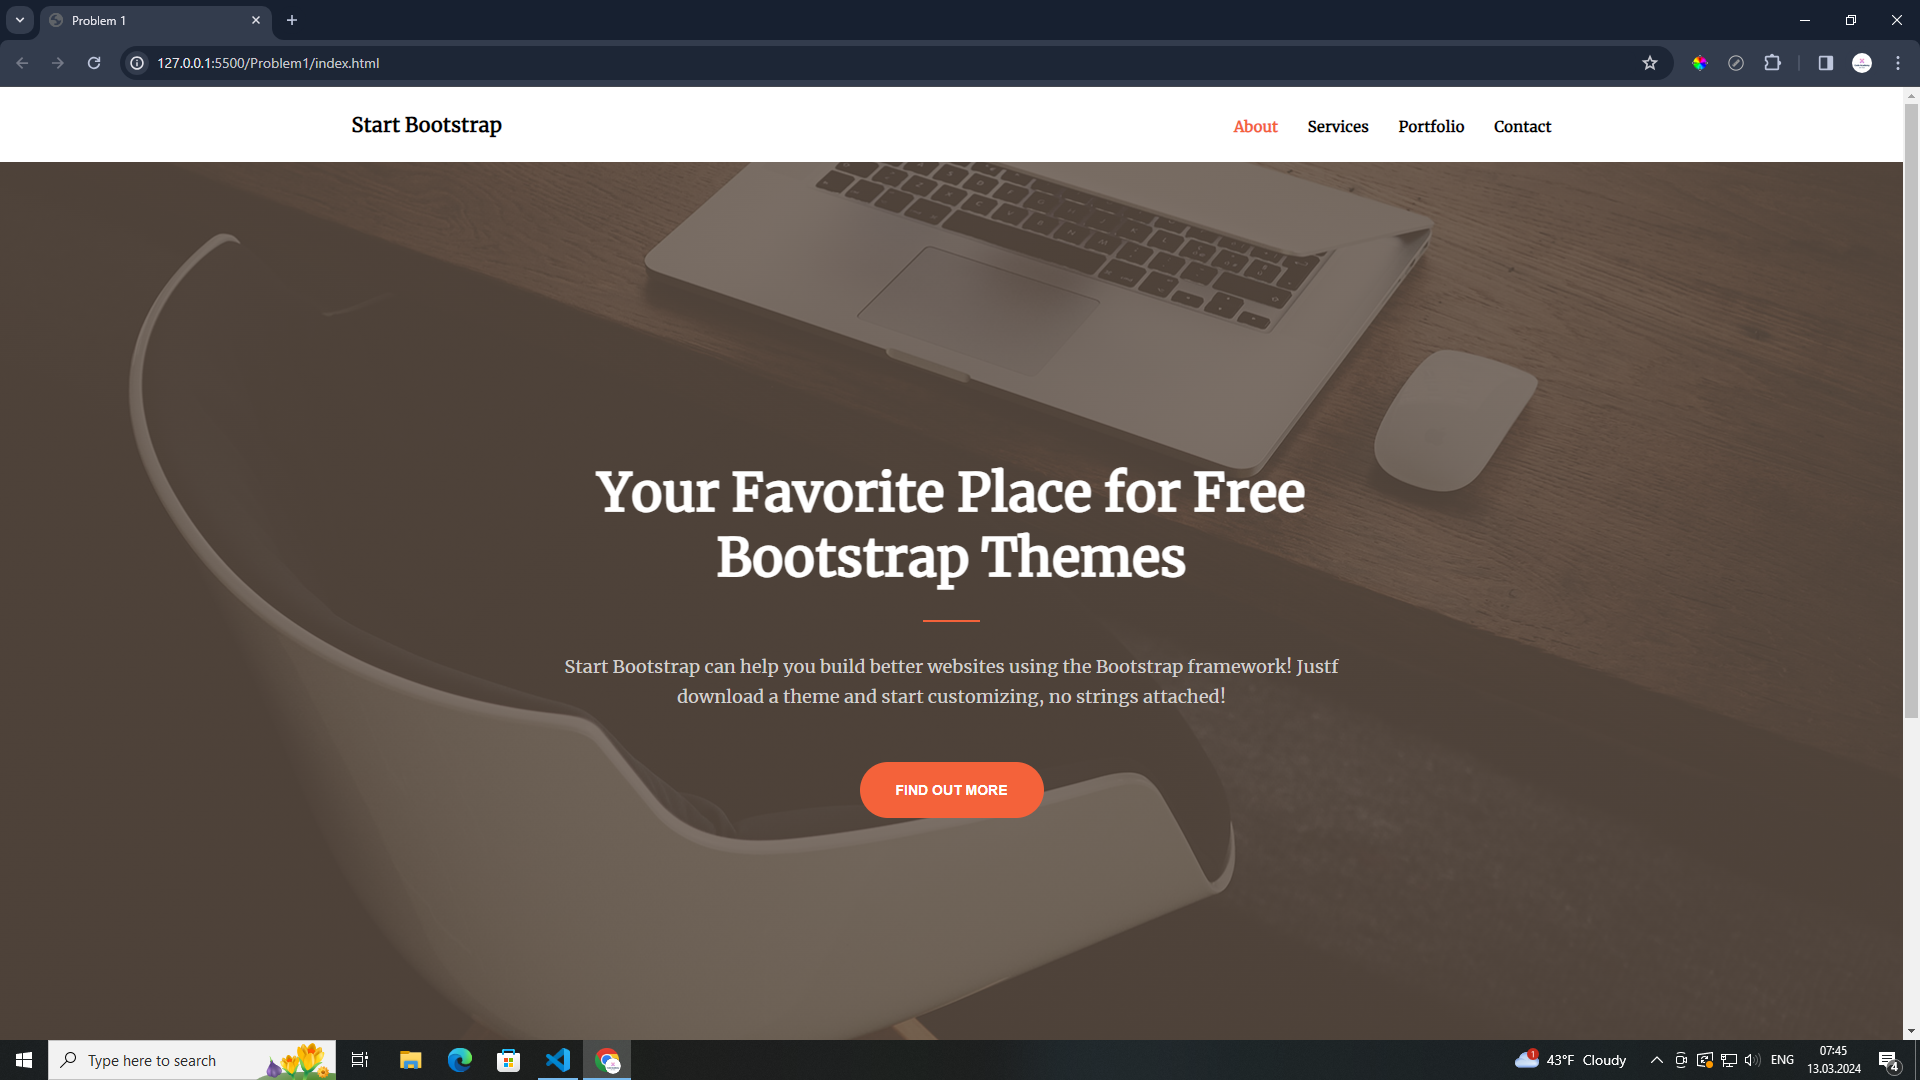 Problem 1
127.0.0.1:5500/Problem1/index.html
Start Bootstrap
About Services Portfolio Contact
Your Favorite Place for Free
Bootstrap Themes
Start Bootstrap can help you build better websites using the Bootstrap framework! Justf
download a theme and start customizing, no strings attached!
FIND OUT MORE
Type here to search
1
43°F Cloudy
ENG
07:45
13.03.2024
4